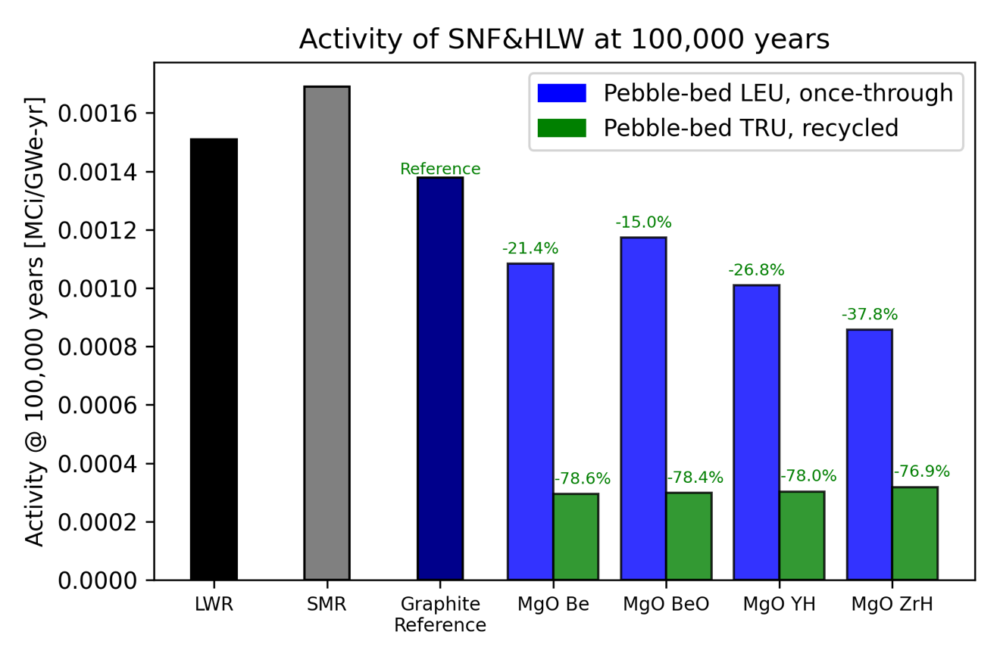 Activity of SNF&HLW at 100,000 years
Pebble-bed LEU, once-through
Pebble-bed TRU, recycled
Activity @ 100,000 years [MCi/GWe-yr]
0.0016
0.0014
0.0012
0.0010
0.0008
0.0006
0.0004
0.0002
0.0000
Reference
-21.4%
-15.0%
-26.8%
-37.8%
-78.6%
-78.4%
-78.0%
-76.9%
LWR
SMR
Graphite
Reference
MgO Be
MgO BeO
MgO YH
MgO ZrH